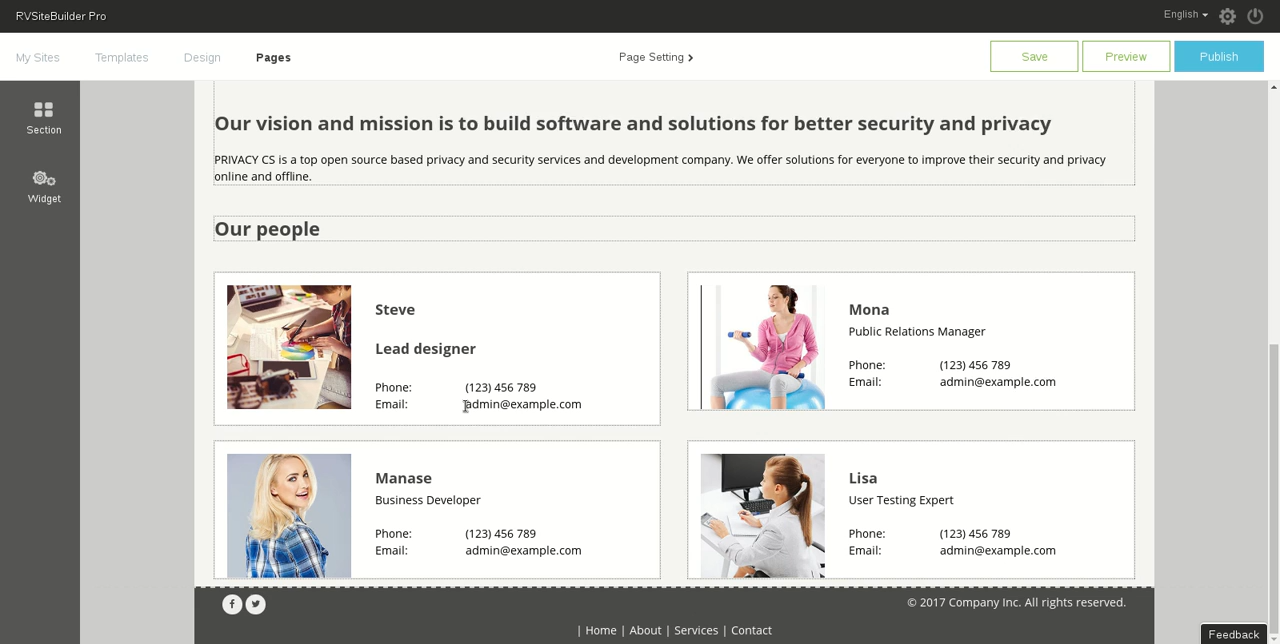 RVSiteBuilder Pro
English
My Sites Templates Design Pages
Page Setting
Save Preview Publish
Section
Widget
Our vision and mission is to build software and solutions for better security and privacy
PRIVACY CS is a top open source based privacy and security services and development company. We offer solutions for everyone to improve their security and privacy
online and offline.
Our people
Steve
Lead designer
Phone: (123) 456 789
Email: admin@example.com
Mona
Public Relations Manager
Phone: (123) 456 789
Email: admin@example.com
Manase
Business Developer
Phone: (123) 456 789
Email: admin@example.com
Lisa
User Testing Expert
Phone: (123) 456 789
Email: admin@example.com
© 2017 Company Inc. All rights reserved.
| Home | About | Services | Contact
Feedback